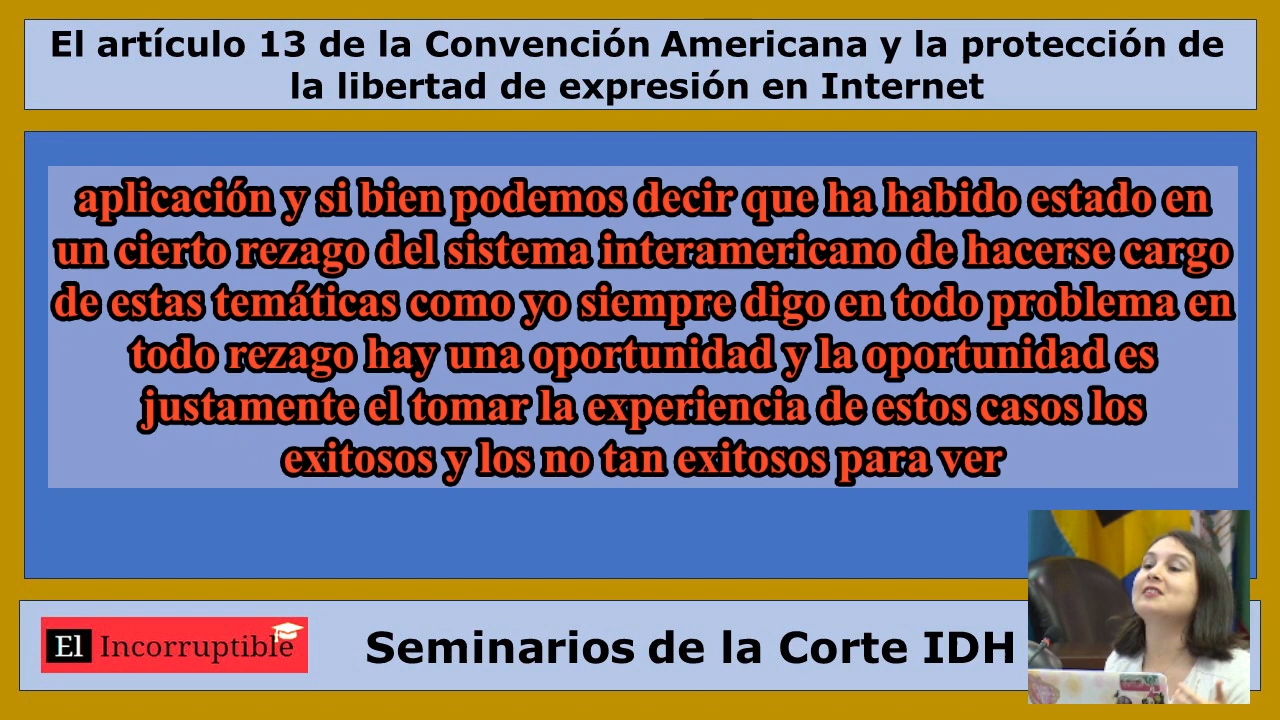 El artículo 13 de la Convención Americana y la protección de
la libertad de expresión en Internet
aplicación y si bien podemos decir que ha habido estado en
un cierto rezago del sistema interamericano de hacerse cargo
de estas temáticas como yo siempre digo en todo problema en
todo rezago hay una oportunidad y la oportunidad es
justamente el tomar la experiencia de estos casos los
exitosos y los no tan exitosos para ver
El Incorruptible
Seminarios de la Corte IDH